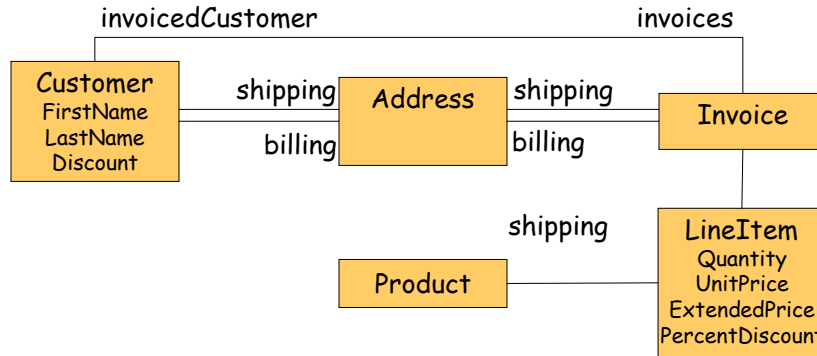 invoicedCustomer
invoices
Customer
FirstName
LastName
Discount
shipping
billing
Address
shipping
billing
Invoice
shipping
Product
LineItem
Quantity
UnitPrice
ExtendedPrice
PercentDiscount